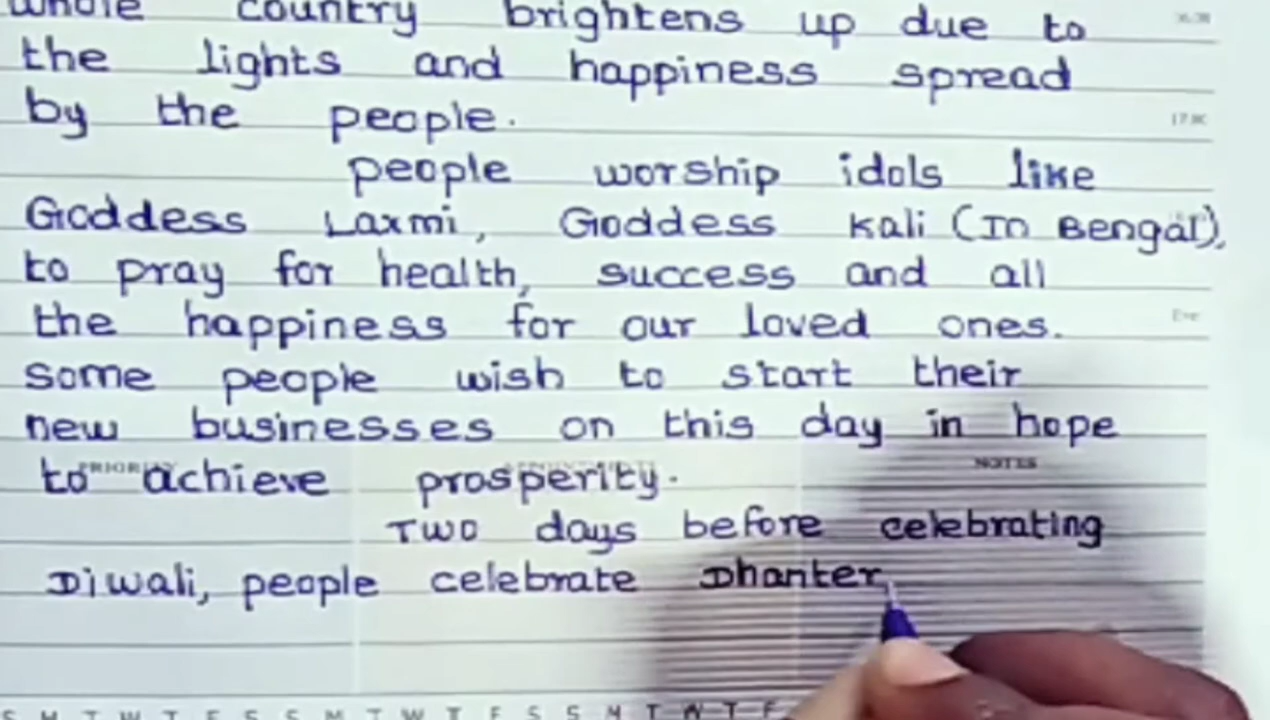 whole country brightens up due to
the lights and happiness spread
by the people.
people worship idols like
Goddess Laxmi, Goddess Kali (In Bengal),
to pray for health, success and all
the happiness for our loved ones.
some people wish to start their
new businesses on this day in hope
to achieve prosperity.
PRIORITY
NOTES
Two days before celebrating
Diwali, people celebrate Dhanter
S M T W T F S S M T W T F S S M T W T F